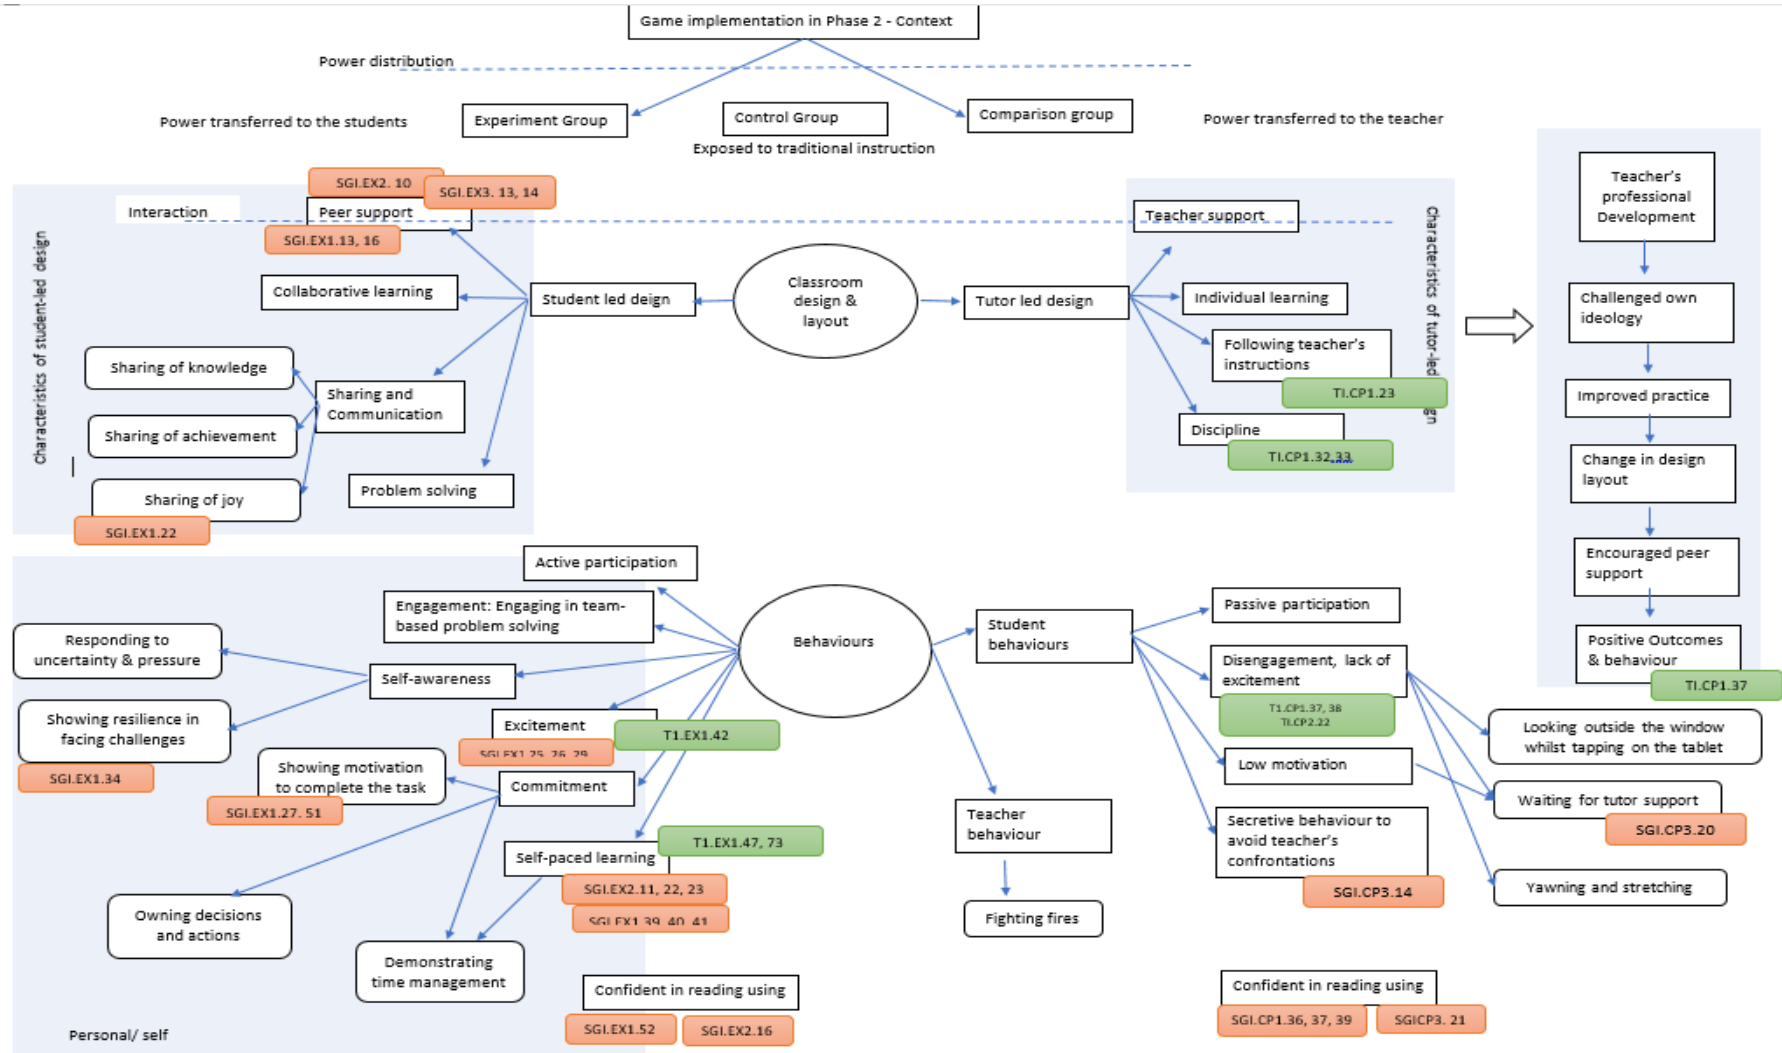 Game implementation in Phase 2 - Context
Power distribution
Power transferred to the students
Experiment Group
Control Group
Comparison group
Power transferred to the teacher
Exposed to traditional instruction
SGI.EX2. 10
SGI.EX3. 13, 14
Interaction
Peer support
SGI.EX1.13, 16
Characteristics of student-led design
Collaborative learning
Student led deign
Classroom
design &
layout
Tutor led design
Sharing of knowledge
Sharing and
Communication
Sharing of achievement
Sharing of joy
SGI.EX1.22
Problem solving
Teacher support
Individual learning
Following teacher's
instructions
TI.CP1.23
Discipline
TI.CP1.32,33
Characteristics of tutor-led
gn
Teacher's
professional
Development
Challenged own
ideology
Improved practice
Change in design
layout
Encouraged peer
support
Positive Outcomes
& behaviour
TI.CP1.37
Active participation
Engagement: Engaging in team-
based problem solving
Behaviours
Responding to
uncertainty & pressure
Self-awareness
Showing resilience in
facing challenges
SGI.EX1.34
Excitement
T1.EX1.42
SGI.EX1.25, 26, 29
Showing motivation
to complete the task
SGI.EX1.27. 51
Commitment
T1.EX1.47, 73
Self-paced learning
SGI.EX2.11, 22, 23
SGI.EX1.39, 40, 41
Owning decisions
and actions
Demonstrating
time management
Confident in reading using
SGI.EX1.52
SGI.EX2.16
Personal/ self
Student
behaviours
Passive participation
Disengagement, lack of
excitement
T1.CP1.37, 38
TI.CP2.22
Low motivation
Secretive behaviour to
avoid teacher's
confrontations
SGI.CP3.14
Looking outside the window
whilst tapping on the tablet
Waiting for tutor support
SGI.CP3.20
Yawning and stretching
Teacher
behaviour
Fighting fires
Confident in reading using
SGI.CP1.36, 37, 39
SGICP3. 21